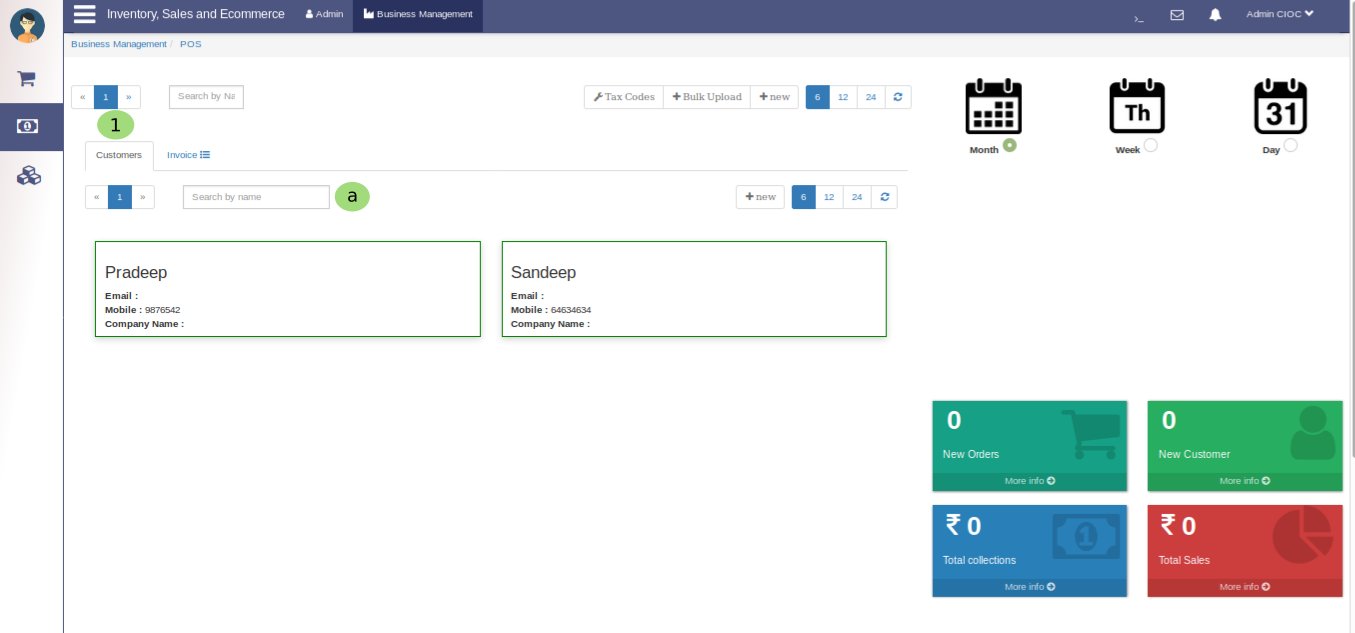 Inventory, Sales and Ecommerce Admin Business Management >_ Admin CIOC
Business Management / POS
« 1 » Search by Na Tax Codes +Bulk Upload +new 6 12 24
1
Customers Invoice
« 1 » Search by name a +new 6 12 24
Th 31
Month Week Day
Pradeep
Email :
Mobile : 9876542
Company Name :
Sandeep
Email :
Mobile : 64634634
Company Name :
0
New Orders
More info
0
New Customer
More info
₹ 0
1
Total collections
More info
₹ 0
Total Sales
More info